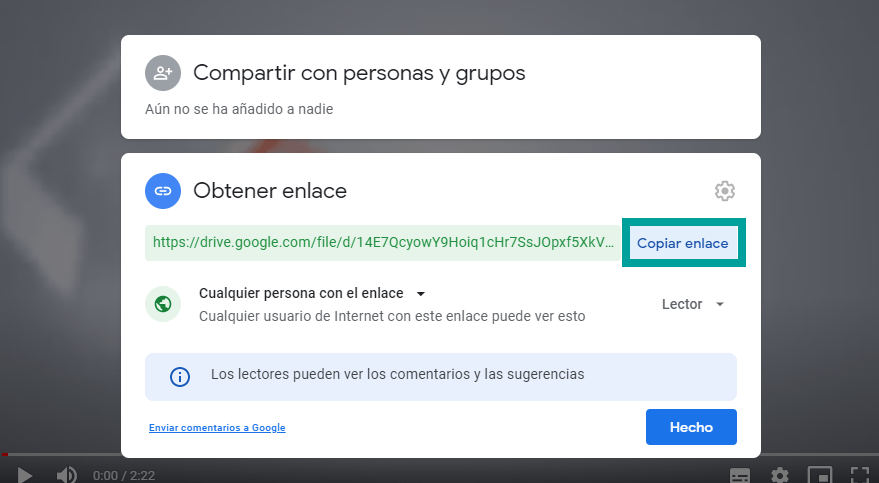 Compartir con personas y grupos
Aún no se ha añadido a nadie
Obtener enlace
https://drive.google.com/file/d/14E7QcyowY9Hoiq1cHr7SsJOpxf5XkV... Copiar enlace
Cualquier persona con el enlace
Cualquier usuario de Internet con este enlace puede ver esto
Lector
Los lectores pueden ver los comentarios y las sugerencias
Enviar comentarios a Google
Hecho
0:00 / 2:22